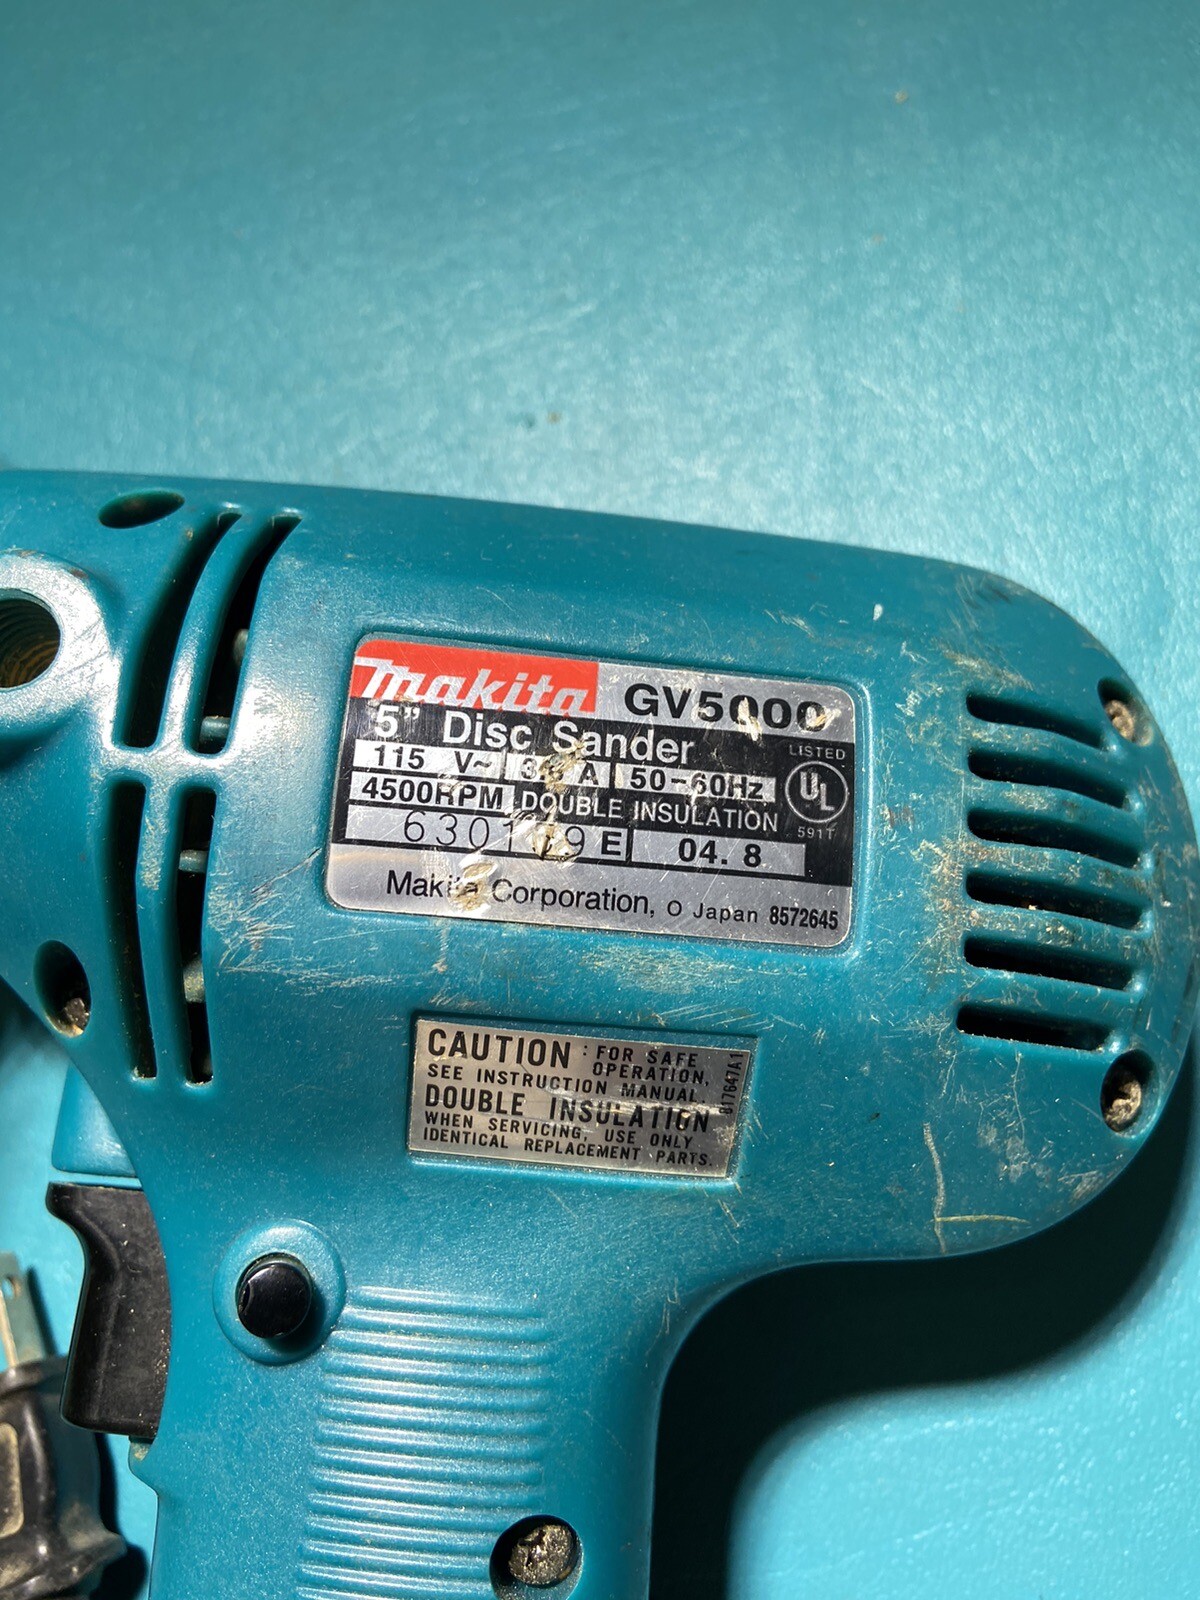 makita GV5000
5" Disc Sander
LISTED
115 V~ A 50-60Hz
UL
4500RPM DOUBLE INSULATION
591T
E 04.8
Makita Corporation, O Japan 8572645
CAUTION : FOR SAFE
OPERATION,
SEE INSTRUCTION MANUAL.
DOUBLE INSULATION
WHEN SERVICING, USE ONLY
IDENTICAL REPLACEMENT PARTS.
817647A1